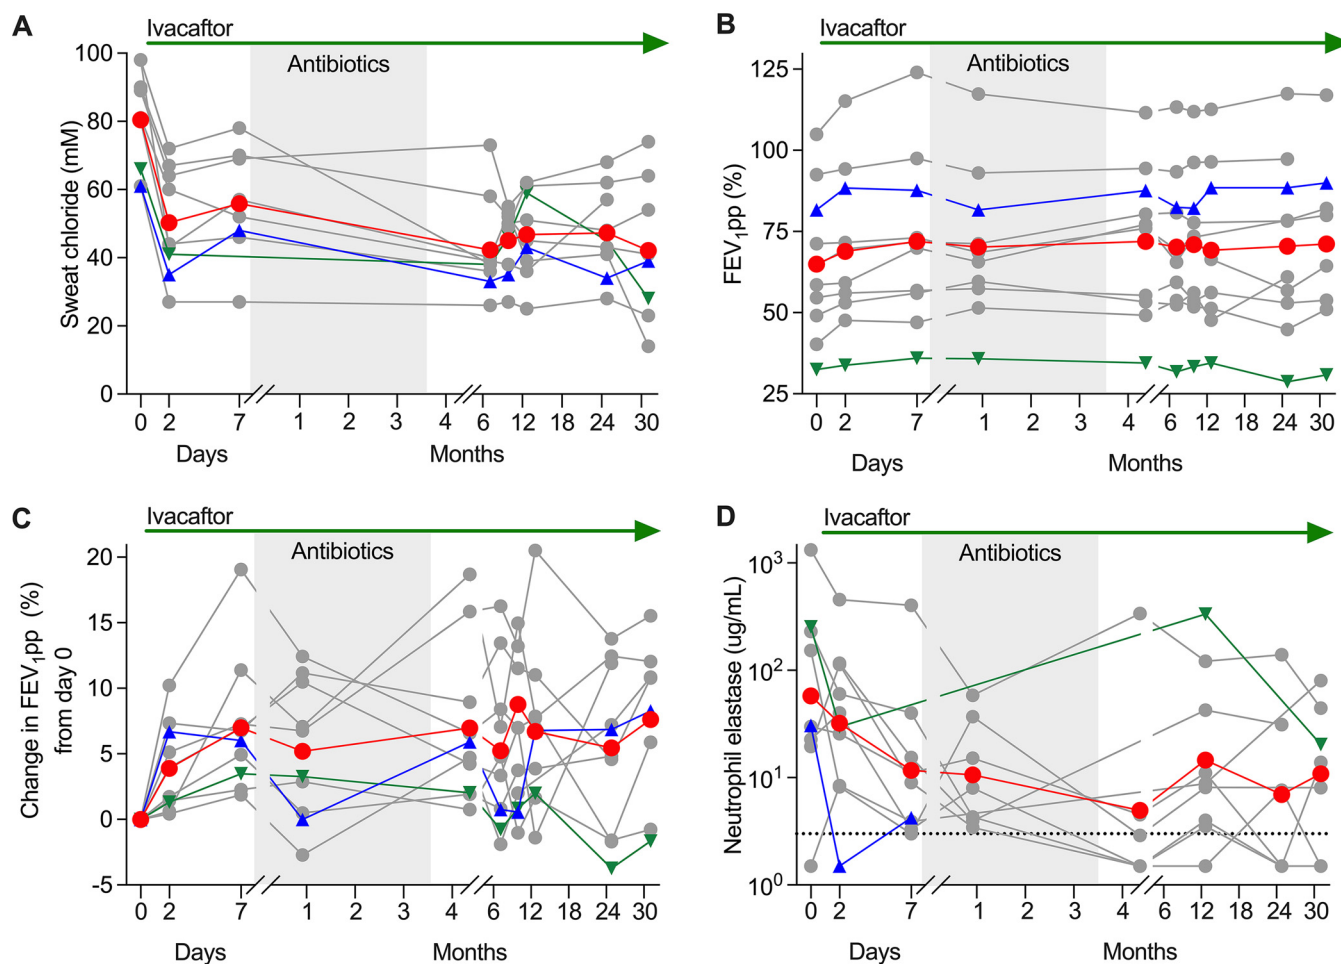 A
Ivacaftor
Antibiotics
Sweat chloride (mM)
100
80
60
40
20
0
0 2 7 1 2 3 4 6 12 18 24 30
Days Months
B
Ivacaftor
Antibiotics
FEV₁pp (%)
125
100
75
50
25
0 2 7 1 2 3 4 6 12 18 24 30
Days Months
C
Ivacaftor
Antibiotics
Change in FEV₁pp (%)
from day 0
20
15
10
5
0
-5
0 2 7 1 2 3 4 6 12 18 24 30
Days Months
D
Ivacaftor
Antibiotics
Neutrophil elastase (ug/mL)
10³
10²
10¹
10⁰
0 2 7 1 2 3 4 6 12 18 24 30
Days Months